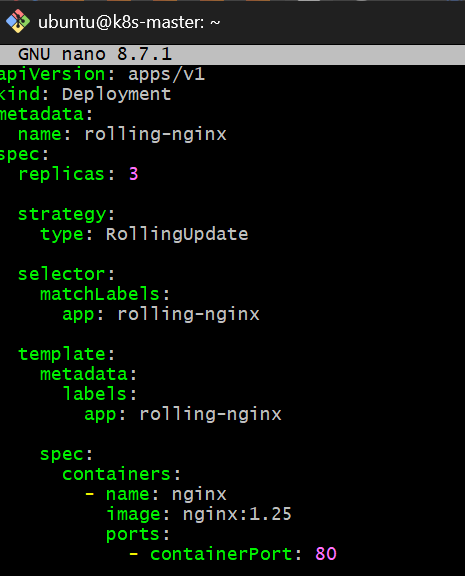 ubuntu@k8s-master: ~
GNU nano 8.7.1
apiVersion: apps/v1
kind: Deployment
metadata:
  name: rolling-nginx
spec:
  replicas: 3

  strategy:
    type: RollingUpdate

  selector:
    matchLabels:
      app: rolling-nginx

  template:
    metadata:
      labels:
        app: rolling-nginx

    spec:
      containers:
        - name: nginx
          image: nginx:1.25
          ports:
            - containerPort: 80